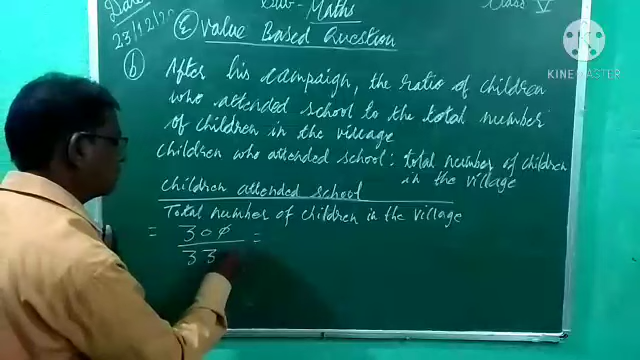 Date
Sub- Maths
Class V
23/12/20
E Value Based Question
b After his campaign, the ratio of children
who attended school to the total number
of children in the village
children who attended school : total number of children
in the village
children attended school
Total number of children in the village
= 300 =
33
KINEMASTER